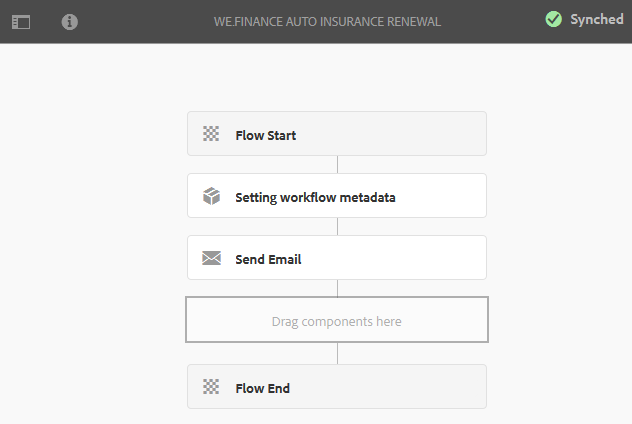 WE.FINANCE AUTO INSURANCE RENEWAL
Synched
Flow Start
Setting workflow metadata
Send Email
Drag components here
Flow End